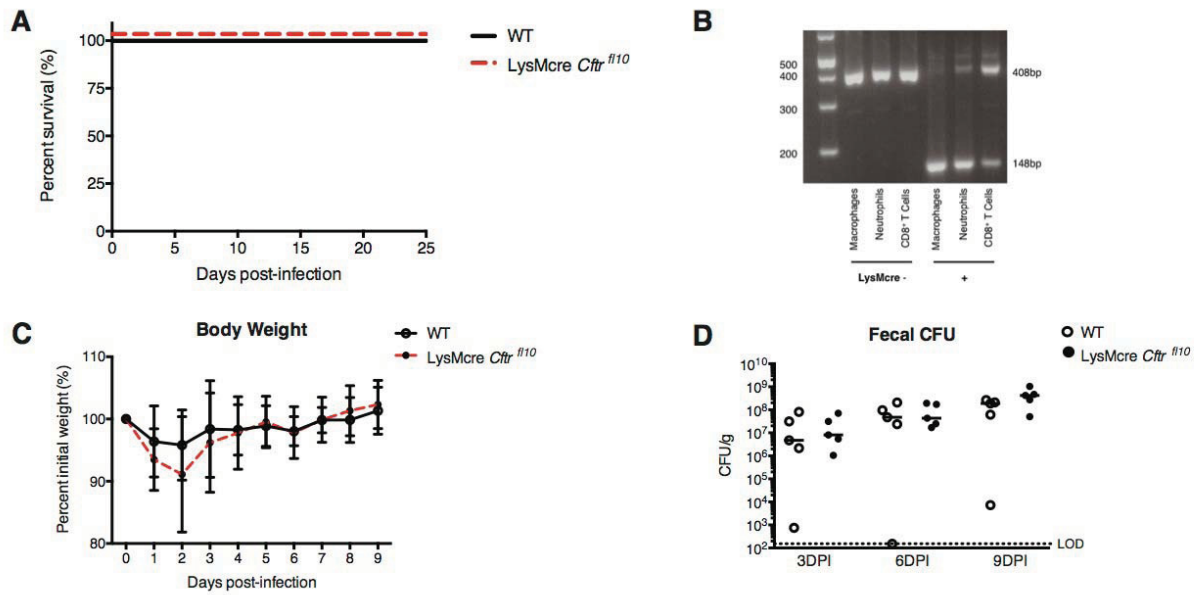 A
Percent survival (%)
100
75
50
25
0
0 5 10 15 20 25
Days post-infection
WT
LysMcre Cftr fl10
B
500
400
300
200
408bp
148bp
Macrophages
Neutrophils
CD8+ T Cells
Macrophages
Neutrophils
CD8+ T Cells
LysMcre - +
C
Body Weight
WT
LysMcre Cftr fl10
Percent initial weight (%)
110
100
90
80
0 1 2 3 4 5 6 7 8 9
Days post-infection
D
Fecal CFU
WT
LysMcre Cftr fl10
CFU/g
10^10
10^9
10^8
10^7
10^6
10^5
10^4
10^3
10^2
LOD
3DPI 6DPI 9DPI